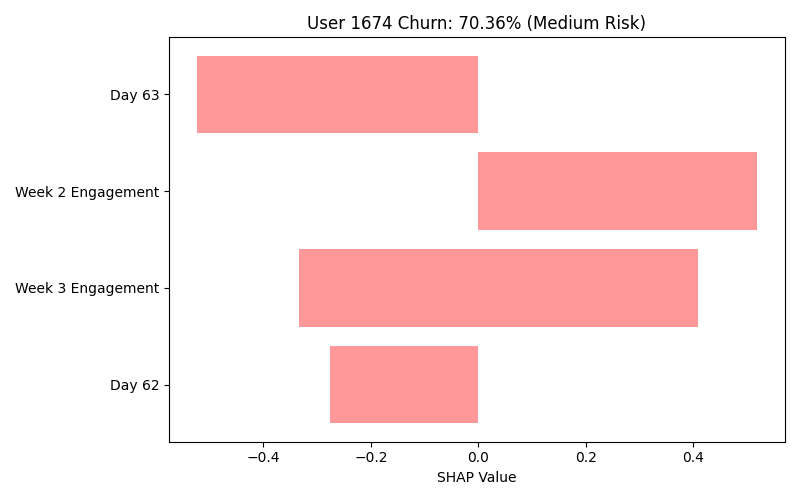 User 1674 Churn: 70.36% (Medium Risk)
Day 63
Week 2 Engagement
Week 3 Engagement
Day 62
−0.4 −0.2 0.0 0.2 0.4
SHAP Value